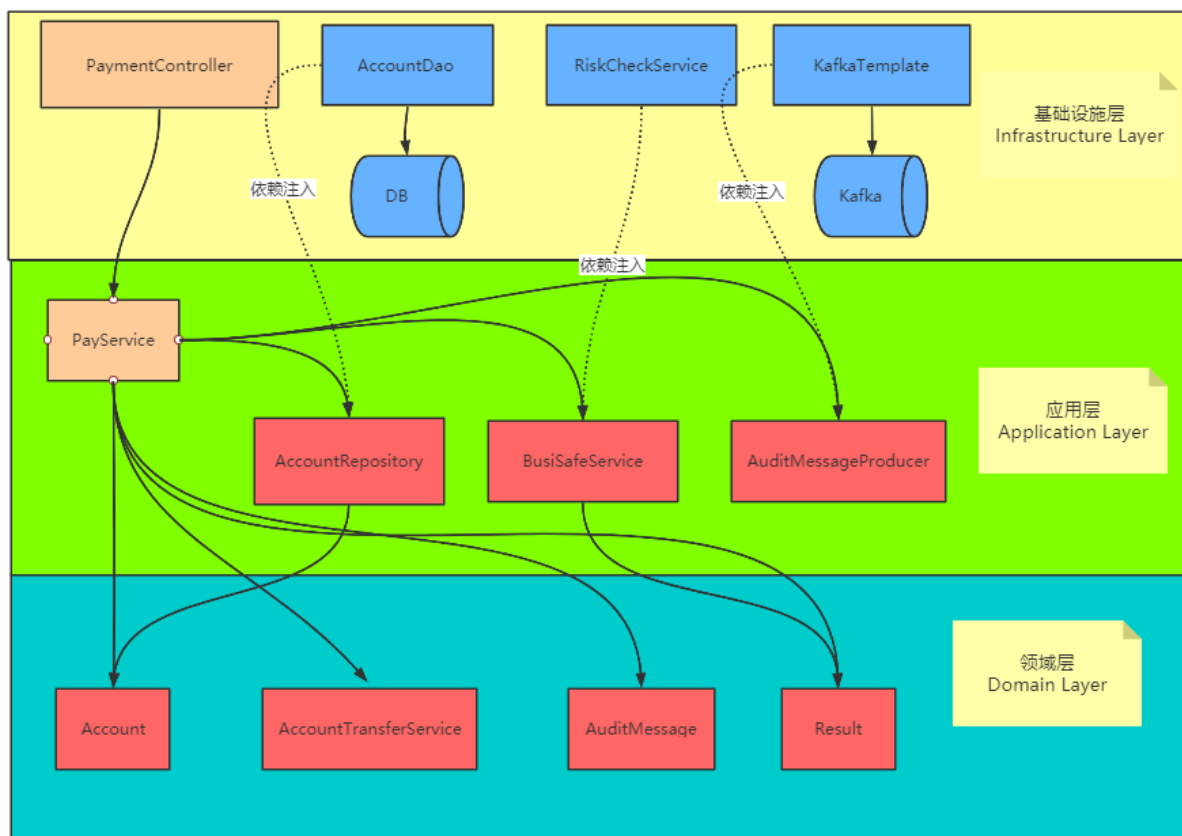 PaymentController
AccountDao
RiskCheckService
KafkaTemplate
基础设施层
Infrastructure Layer
DB
Kafka
依赖注入
依赖注入
依赖注入
PayService
应用层
Application Layer
AccountRepository
BusiSafeService
AuditMessageProducer
领域层
Domain Layer
Account
AccountTransferService
AuditMessage
Result